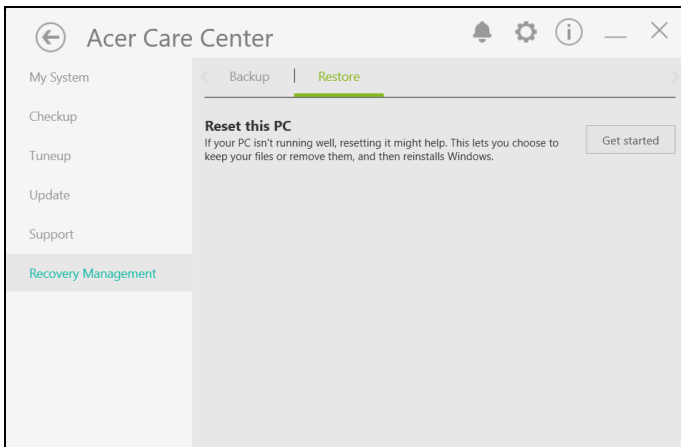 Acer Care Center
My System
Checkup
Tuneup
Update
Support
Recovery Management
Backup | Restore
Reset this PC
If your PC isn't running well, resetting it might help. This lets you choose to
keep your files or remove them, and then reinstalls Windows.
Get started